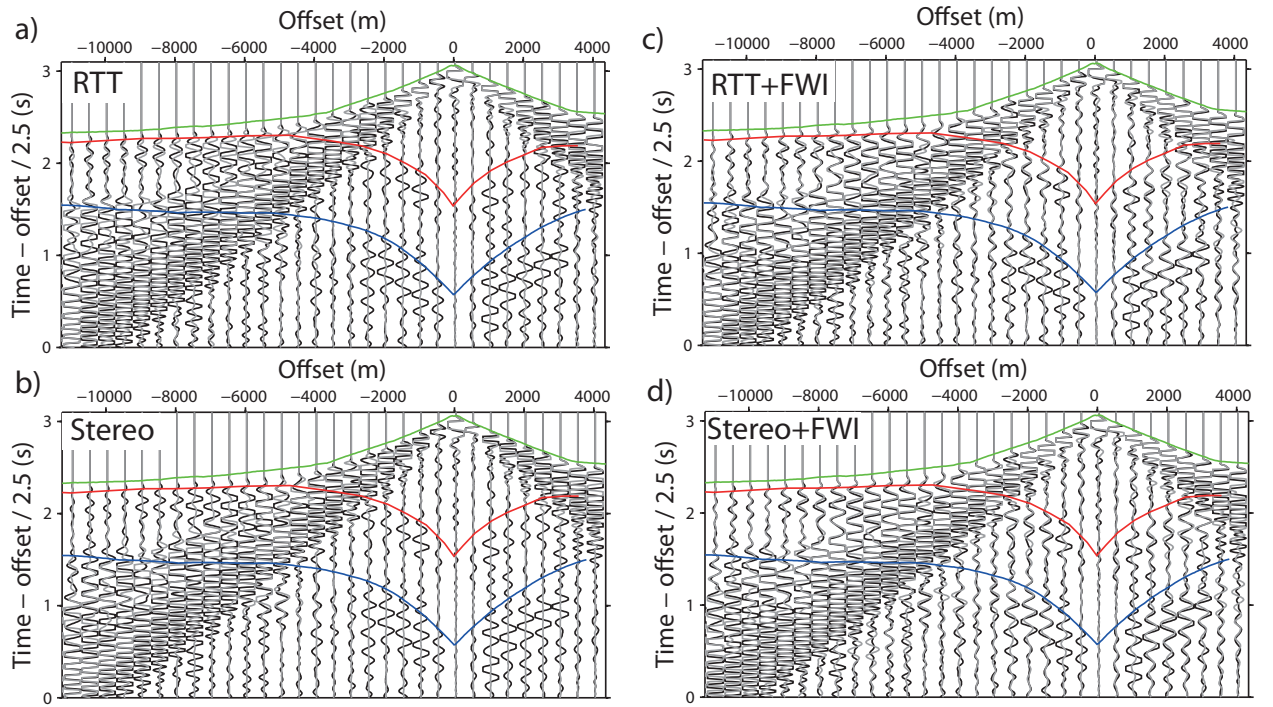 a)
Offset (m)
−10000 −8000 −6000 −4000 −2000 0 2000 4000
RTT
Time − offset / 2.5 (s)
3
2
1
0
b)
Offset (m)
−10000 −8000 −6000 −4000 −2000 0 2000 4000
Stereo
Time − offset / 2.5 (s)
3
2
1
0
c)
Offset (m)
−10000 −8000 −6000 −4000 −2000 0 2000 4000
RTT+FWI
Time − offset / 2.5 (s)
3
2
1
0
d)
Offset (m)
−10000 −8000 −6000 −4000 −2000 0 2000 4000
Stereo+FWI
Time − offset / 2.5 (s)
3
2
1
0